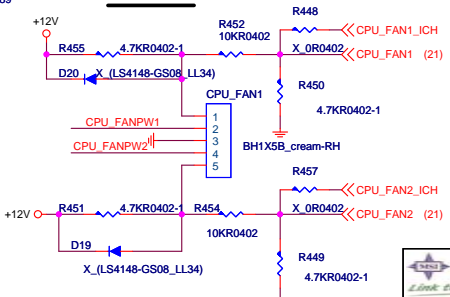 +12V
R448
R452
10KR0402
CPU_FAN1_ICH
R455
4.7KR0402-1
X_0R0402
CPU_FAN1 (21)
D20
X_(LS4148-GS08_LL34)
R450
CPU_FAN1
4.7KR0402-1
1
CPU_FANPW1
2
3
CPU_FANPW2
4
BH1X5B_cream-RH
5
R457
CPU_FAN2_ICH
R451
4.7KR0402-1
R454
X_0R0402
+12V
CPU_FAN2 (21)
10KR0402
D19
R449
X_(LS4148-GS08_LL34)
4.7KR0402-1
MSI
Link t